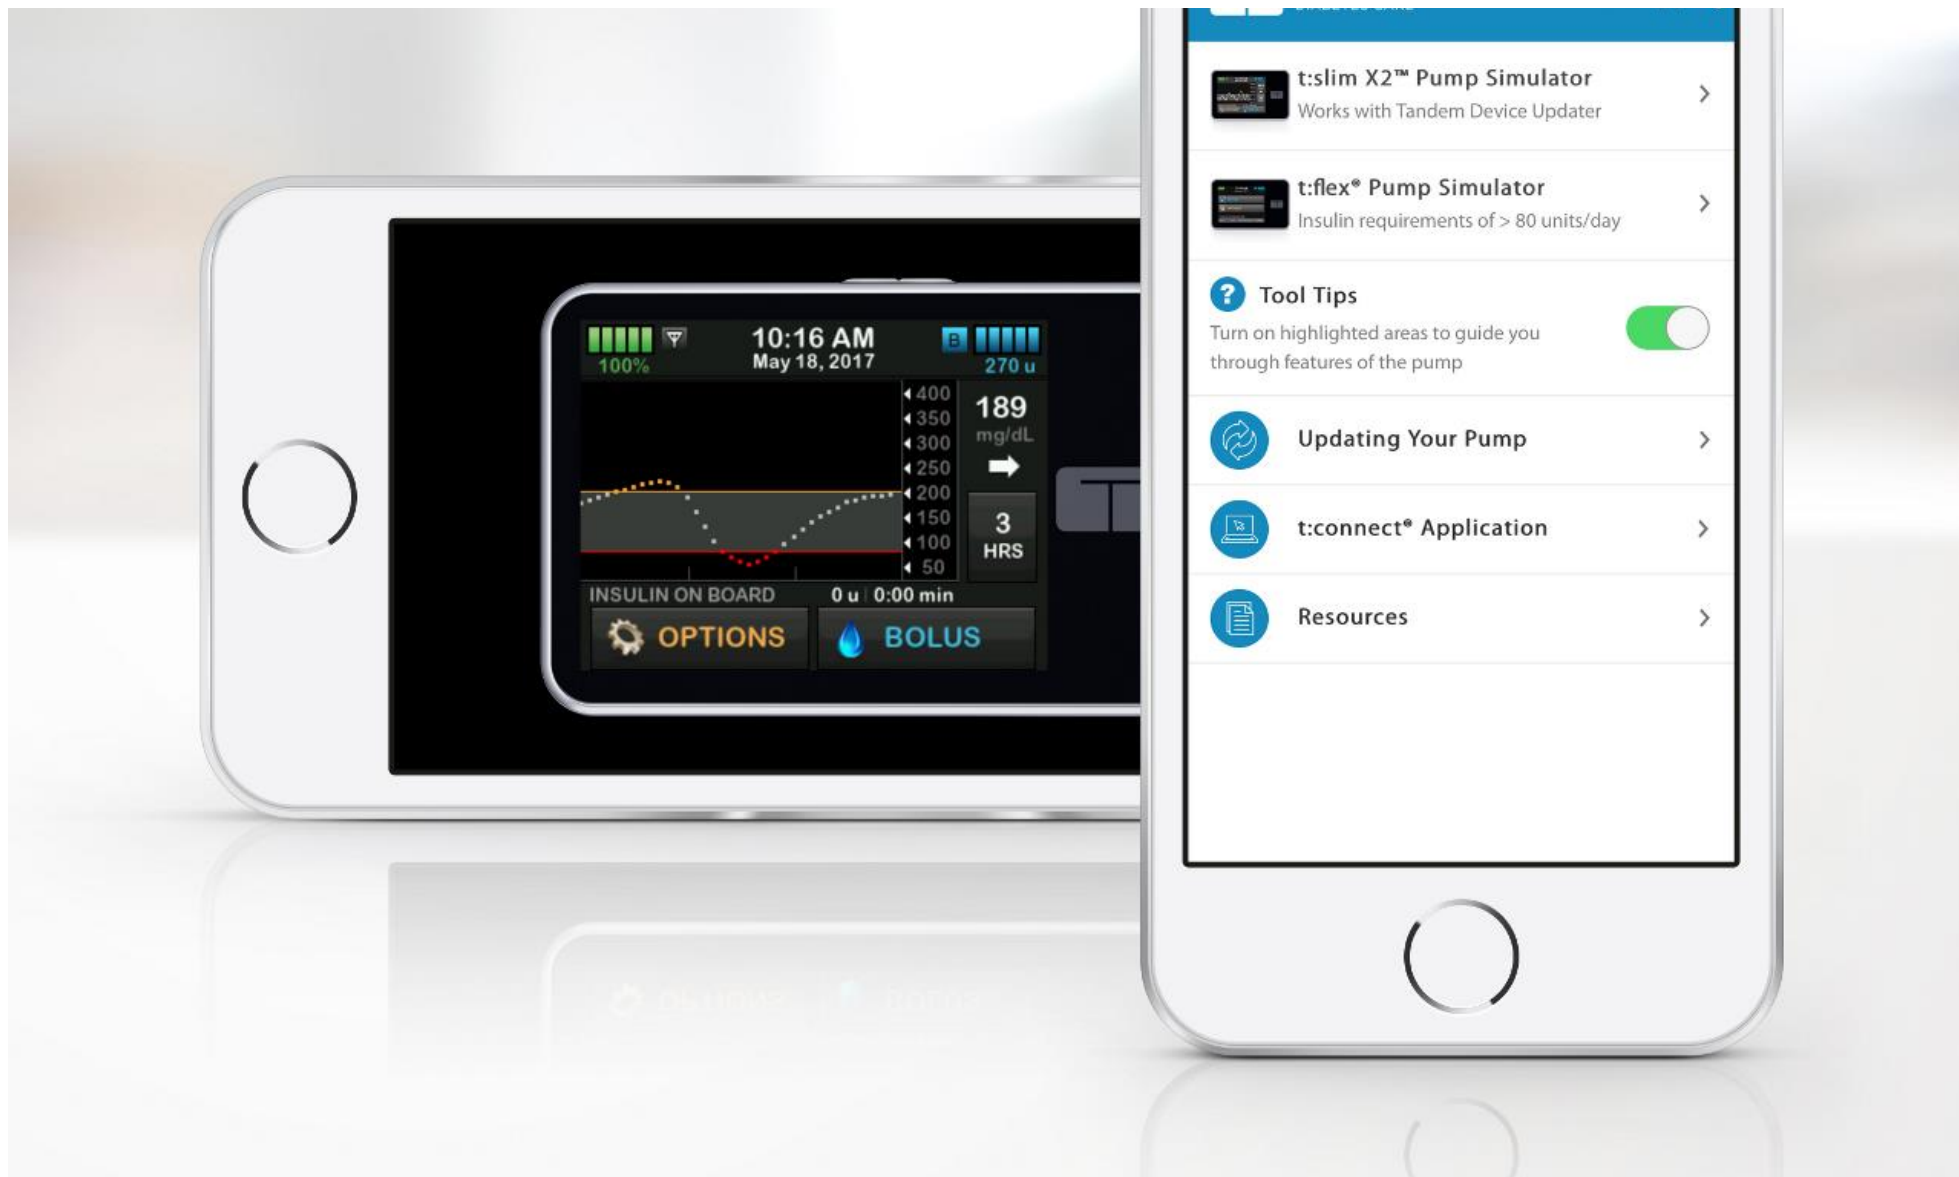 100%
10:16 AM
May 18, 2017
B
270 u
400
350
300
250
200
150
100
50
189
mg/dL
3
HRS
INSULIN ON BOARD
0 u 0:00 min
OPTIONS
BOLUS
t:slim X2™ Pump Simulator
Works with Tandem Device Updater
t:flex® Pump Simulator
Insulin requirements of > 80 units/day
? Tool Tips
Turn on highlighted areas to guide you
through features of the pump
Updating Your Pump
t:connect® Application
Resources